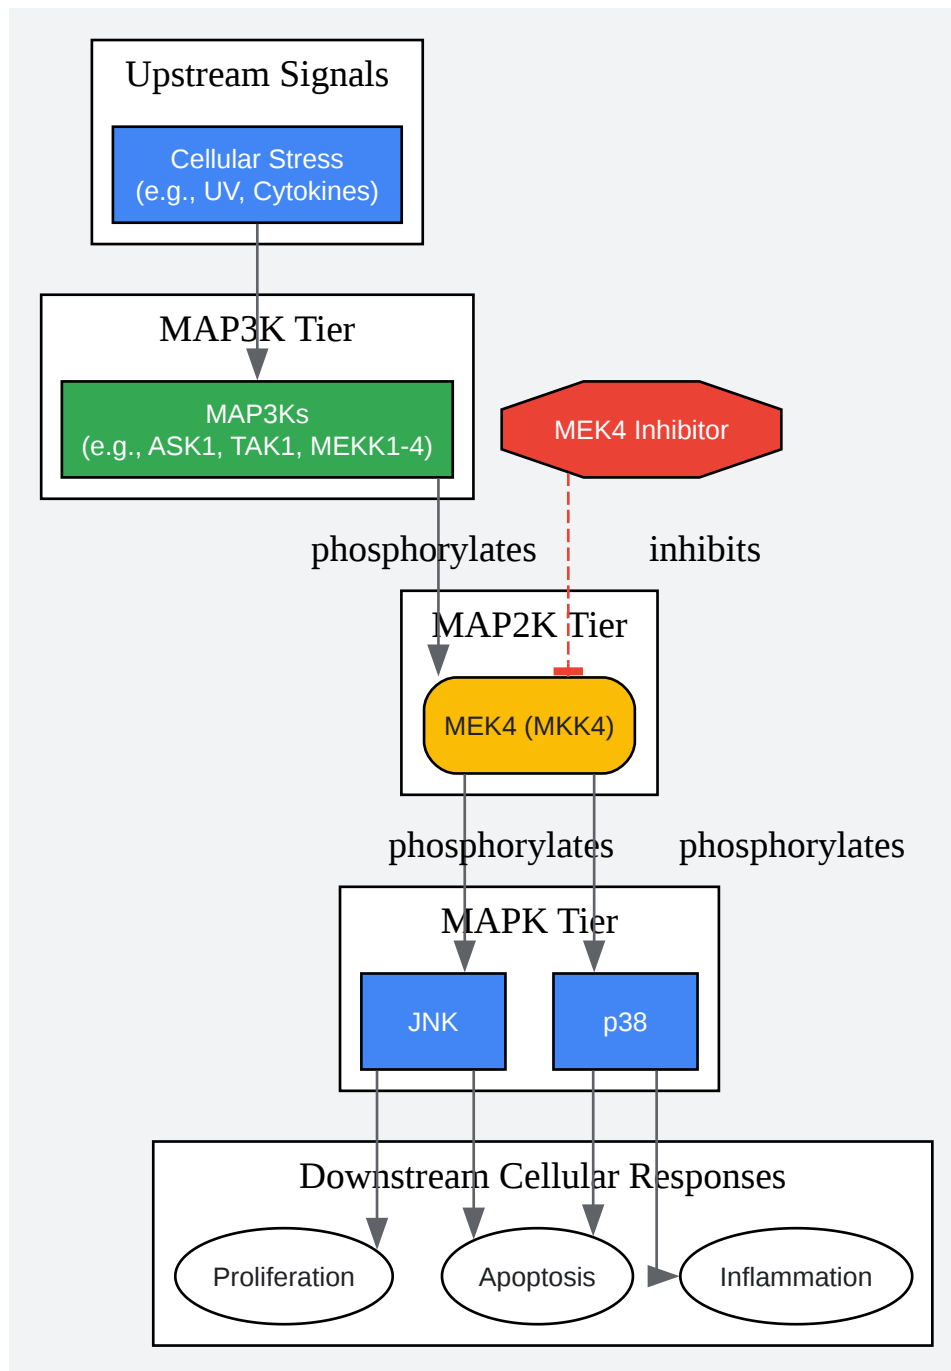 Upstream Signals
Cellular Stress
(e.g., UV, Cytokines)
MAP3K Tier
MAP3Ks
(e.g., ASK1, TAK1, MEKK1-4)
MEK4 Inhibitor
phosphorylates
inhibits
MAP2K Tier
MEK4 (MKK4)
phosphorylates
phosphorylates
MAPK Tier
JNK
p38
Downstream Cellular Responses
Proliferation
Apoptosis
Inflammation